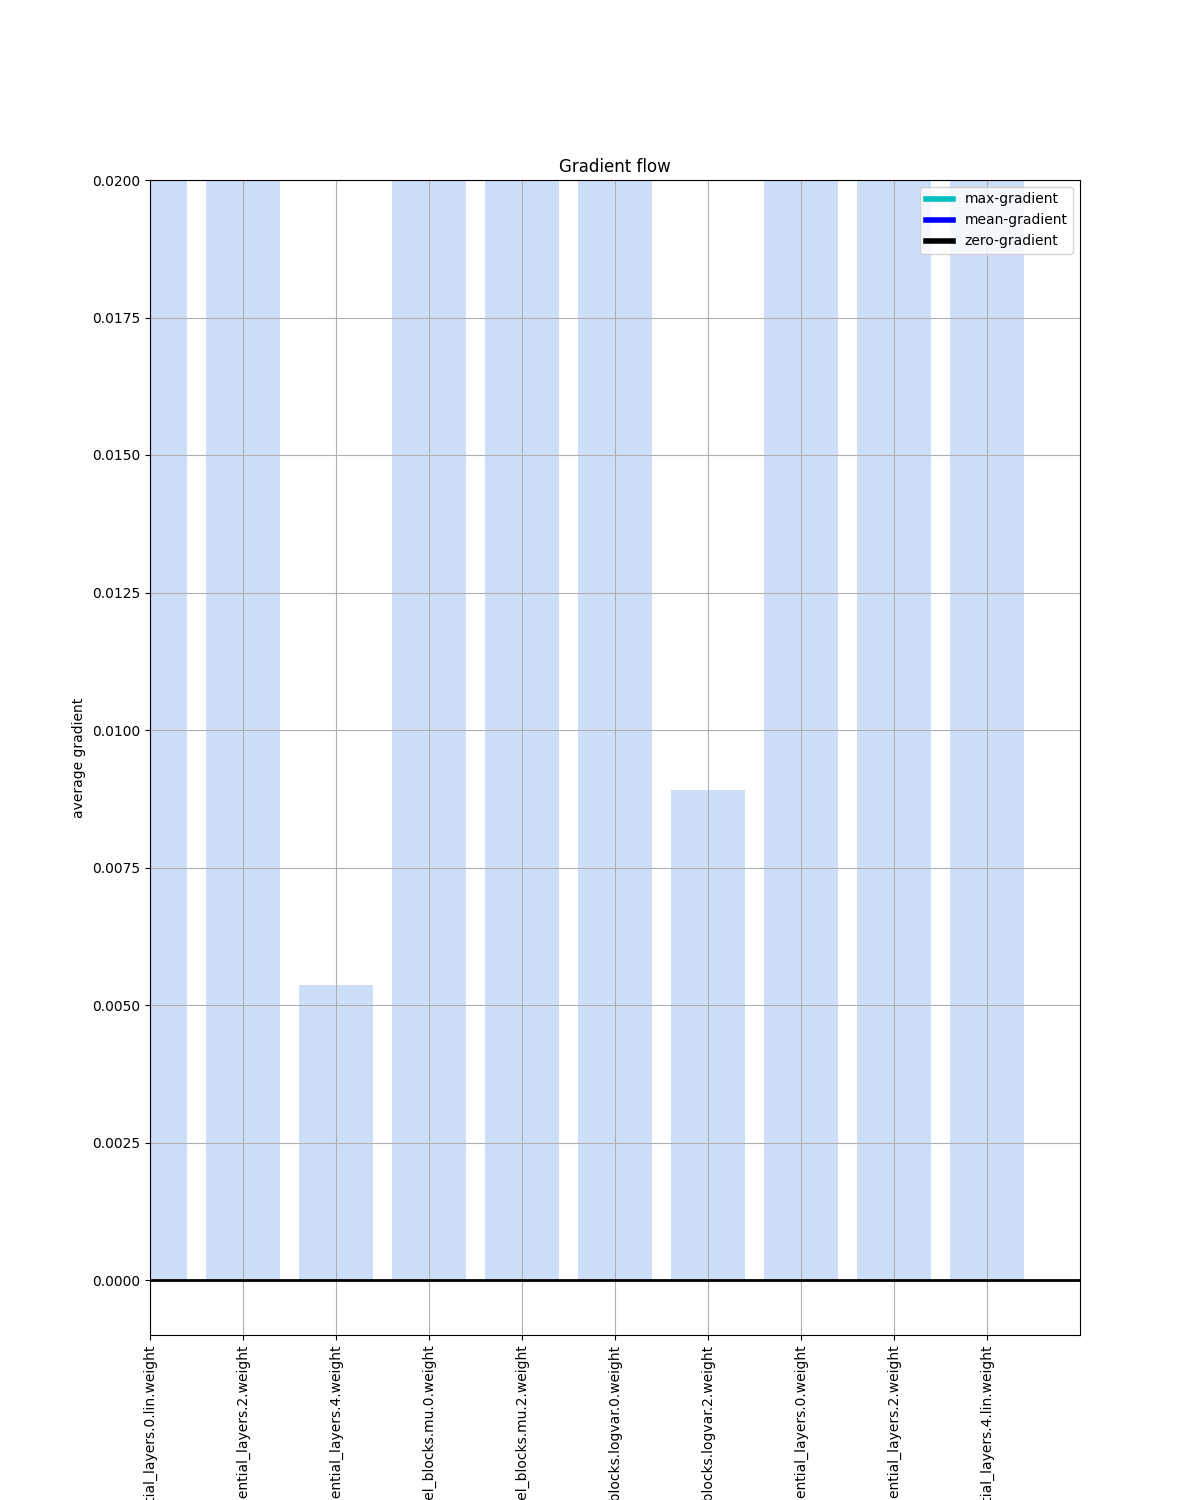 Gradient flow
max-gradient
mean-gradient
zero-gradient
0.0200
0.0175
0.0150
0.0125
0.0100
0.0075
0.0050
0.0025
0.0000
average gradient
tial_layers.0.lin.weight
ential_layers.2.weight
ential_layers.4.weight
el_blocks.mu.0.weight
el_blocks.mu.2.weight
blocks.logvar.0.weight
blocks.logvar.2.weight
ential_layers.0.weight
ential_layers.2.weight
tial_layers.4.lin.weight